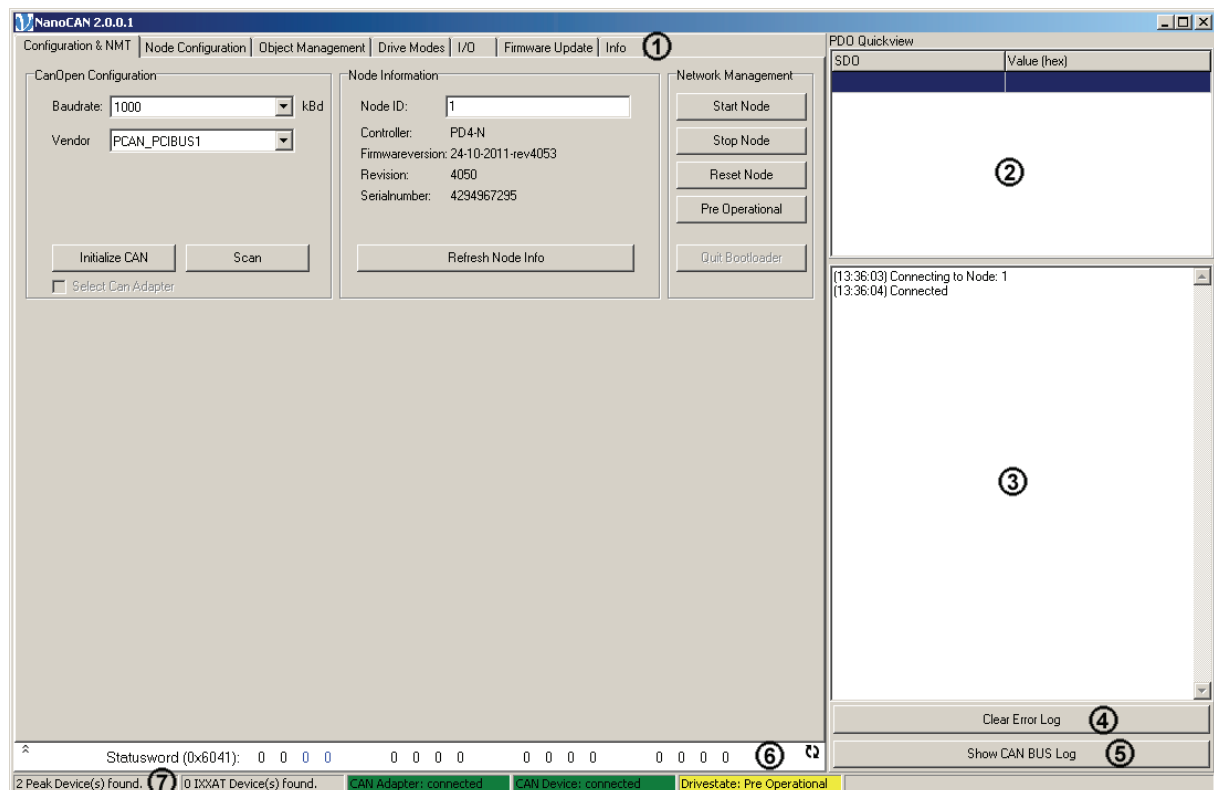 NanoCAN 2.0.0.1
Configuration & NMT Node Configuration Object Management Drive Modes I/O Firmware Update Info 1
CanOpen Configuration
Baudrate: 1000 kBd
Vendor PCAN_PCIBUS1
Initialize CAN Scan
Select Can Adapter
Node Information
Node ID: 1
Controller: PD4-N
Firmwareversion: 24-10-2011-rev4053
Revision: 4050
Serialnumber: 4294967295
Refresh Node Info
Network Management
Start Node
Stop Node
Reset Node
Pre Operational
Quit Bootloader
PDO Quickview
SDO Value (hex)
2
(13:36:03) Connecting to Node: 1
(13:36:04) Connected
3
Clear Error Log 4
Show CAN BUS Log 5
Statusword (0x6041): 0 0 0 0 0 0 0 0 0 0 0 0 0 0 0 0 6
2 Peak Device(s) found. 7 0 IXXAT Device(s) found. CAN Adapter: connected CAN Device: connected Drivestate: Pre Operational